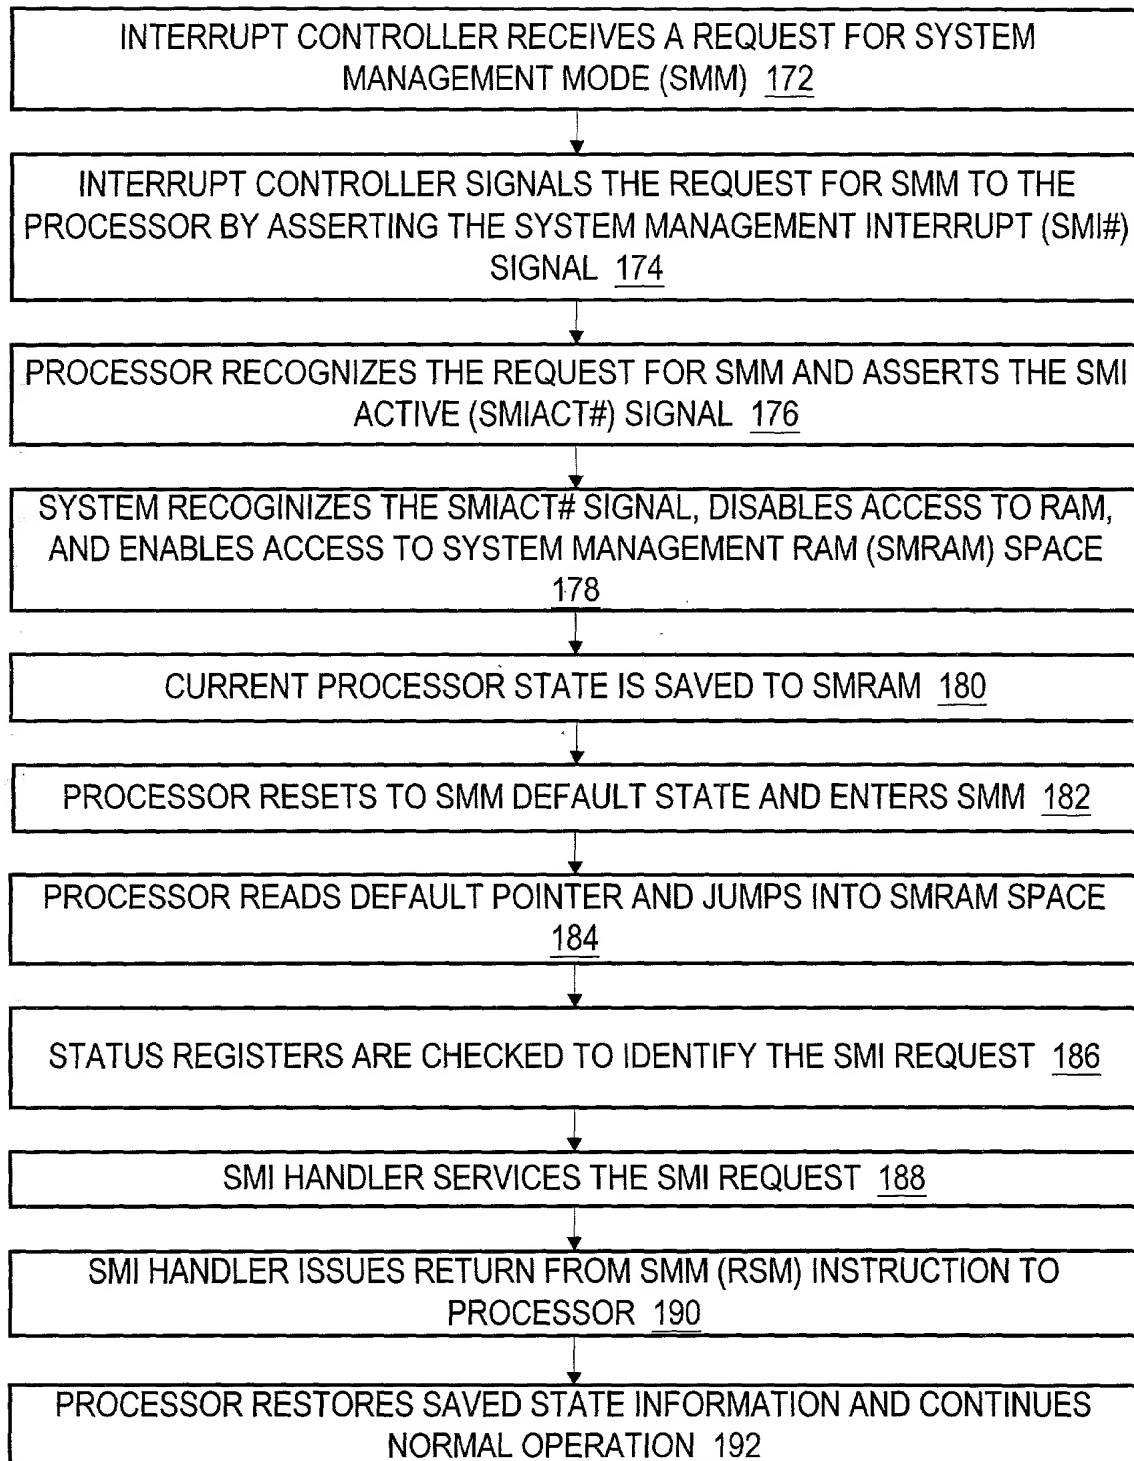 INTERRUPT CONTROLLER RECEIVES A REQUEST FOR SYSTEM
MANAGEMENT MODE (SMM) 172
INTERRUPT CONTROLLER SIGNALS THE REQUEST FOR SMM TO THE
PROCESSOR BY ASSERTING THE SYSTEM MANAGEMENT INTERRUPT (SMI#)
SIGNAL 174
PROCESSOR RECOGNIZES THE REQUEST FOR SMM AND ASSERTS THE SMI
ACTIVE (SMIACT#) SIGNAL 176
SYSTEM RECOGINIZES THE SMIACT# SIGNAL, DISABLES ACCESS TO RAM,
AND ENABLES ACCESS TO SYSTEM MANAGEMENT RAM (SMRAM) SPACE
178
CURRENT PROCESSOR STATE IS SAVED TO SMRAM 180
PROCESSOR RESETS TO SMM DEFAULT STATE AND ENTERS SMM 182
PROCESSOR READS DEFAULT POINTER AND JUMPS INTO SMRAM SPACE
184
STATUS REGISTERS ARE CHECKED TO IDENTIFY THE SMI REQUEST 186
SMI HANDLER SERVICES THE SMI REQUEST 188
SMI HANDLER ISSUES RETURN FROM SMM (RSM) INSTRUCTION TO
PROCESSOR 190
PROCESSOR RESTORES SAVED STATE INFORMATION AND CONTINUES
NORMAL OPERATION 192